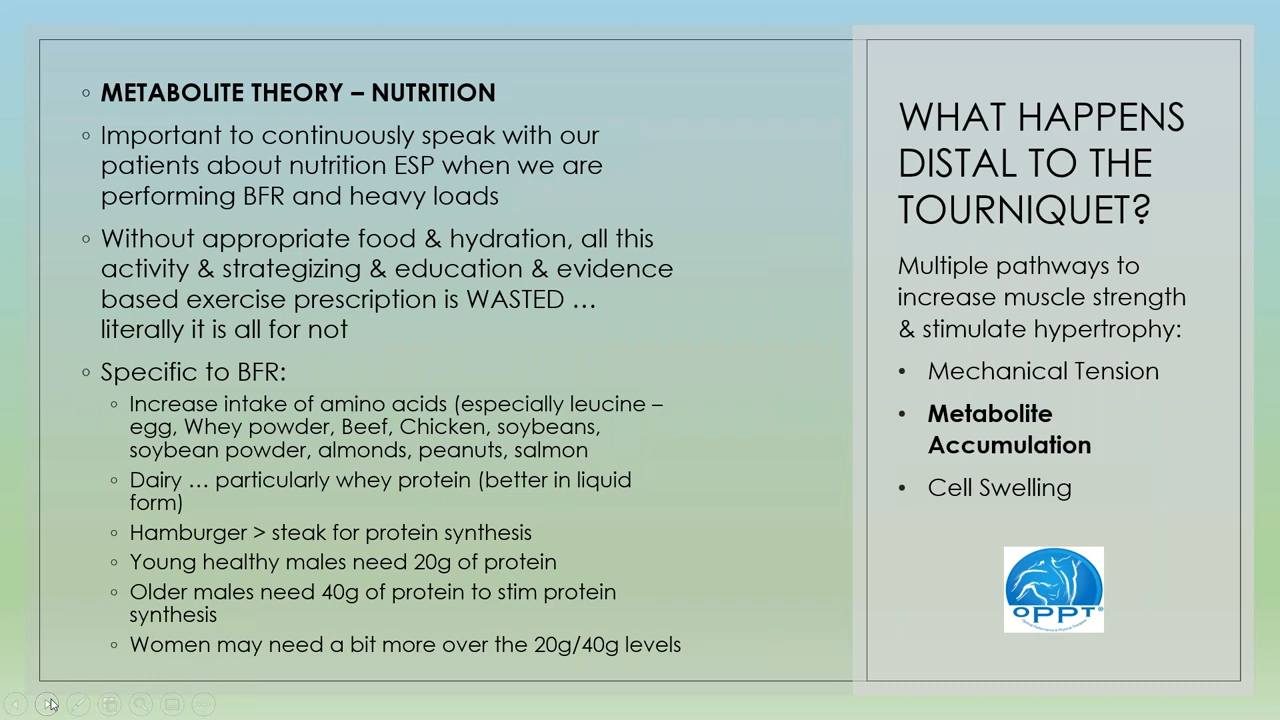 METABOLITE THEORY – NUTRITION
Important to continuously speak with our
patients about nutrition ESP when we are
performing BFR and heavy loads
Without appropriate food & hydration, all this
activity & strategizing & education & evidence
based exercise prescription is WASTED …
literally it is all for not
Specific to BFR:
Increase intake of amino acids (especially leucine –
egg, Whey powder, Beef, Chicken, soybeans,
soybean powder, almonds, peanuts, salmon
Dairy … particularly whey protein (better in liquid
form)
Hamburger > steak for protein synthesis
Young healthy males need 20g of protein
Older males need 40g of protein to stim protein
synthesis
Women may need a bit more over the 20g/40g levels
WHAT HAPPENS
DISTAL TO THE
TOURNIQUET?
Multiple pathways to
increase muscle strength
& stimulate hypertrophy:
Mechanical Tension
Metabolite
Accumulation
Cell Swelling
OPPT